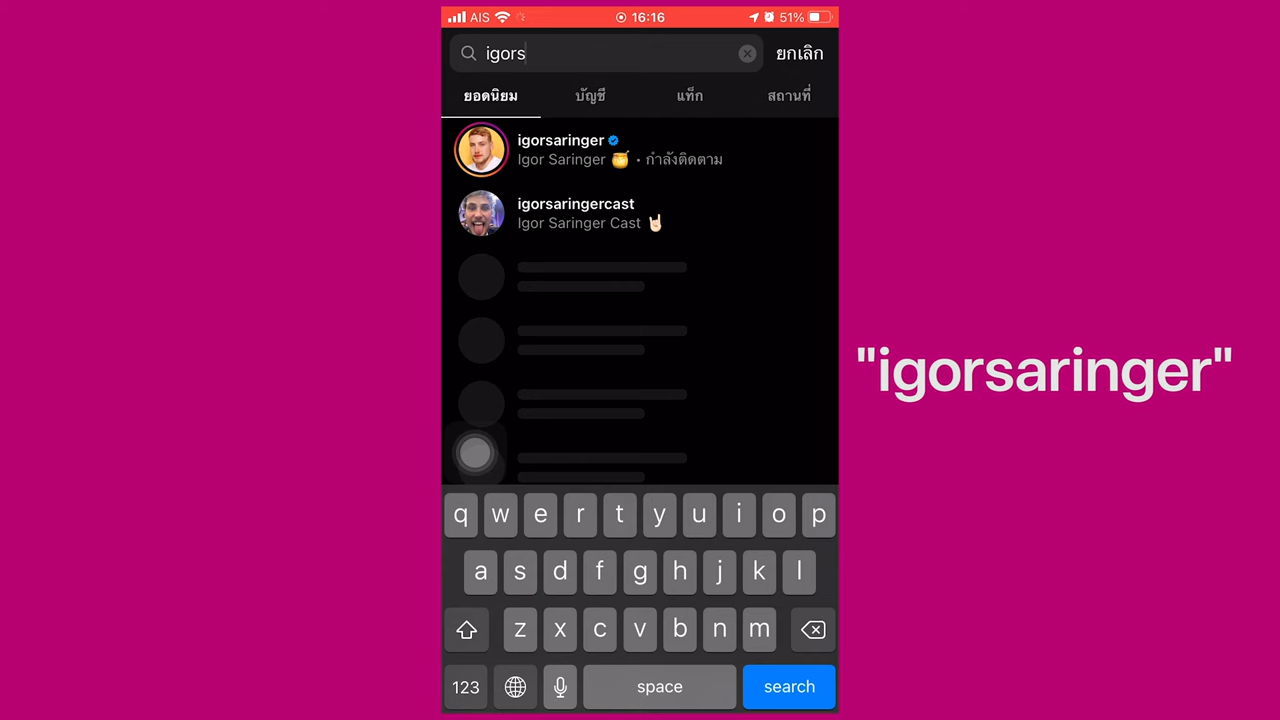 AIS 16:16 51%
igors ยกเลิก
ยอดนิยม บัญชี แท็ก สถานที่
igorsaringer
Igor Saringer 🍯 • กำลังติดตาม
igorsaringercast
Igor Saringer Cast 🤘🏻
"igorsaringer"
q w e r t y u i o p
a s d f g h j k l
z x c v b n m
123 space search